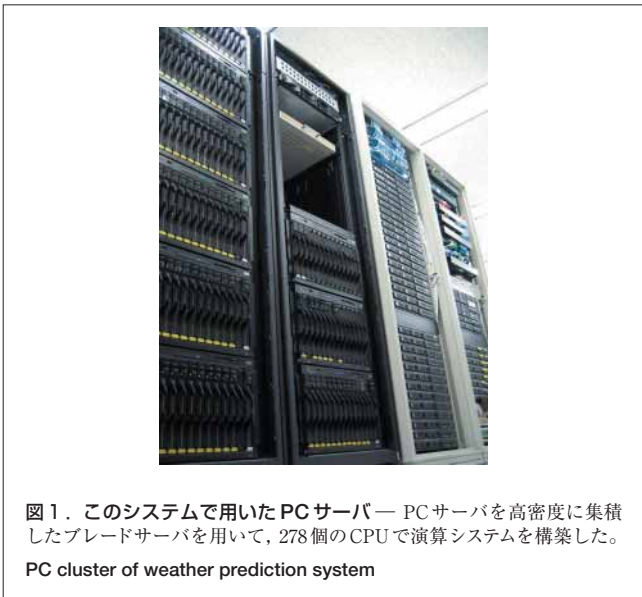 図1．このシステムで用いたPCサーバ — PCサーバを高密度に集積
したブレードサーバを用いて，278個のCPUで演算システムを構築した。
PC cluster of weather prediction system